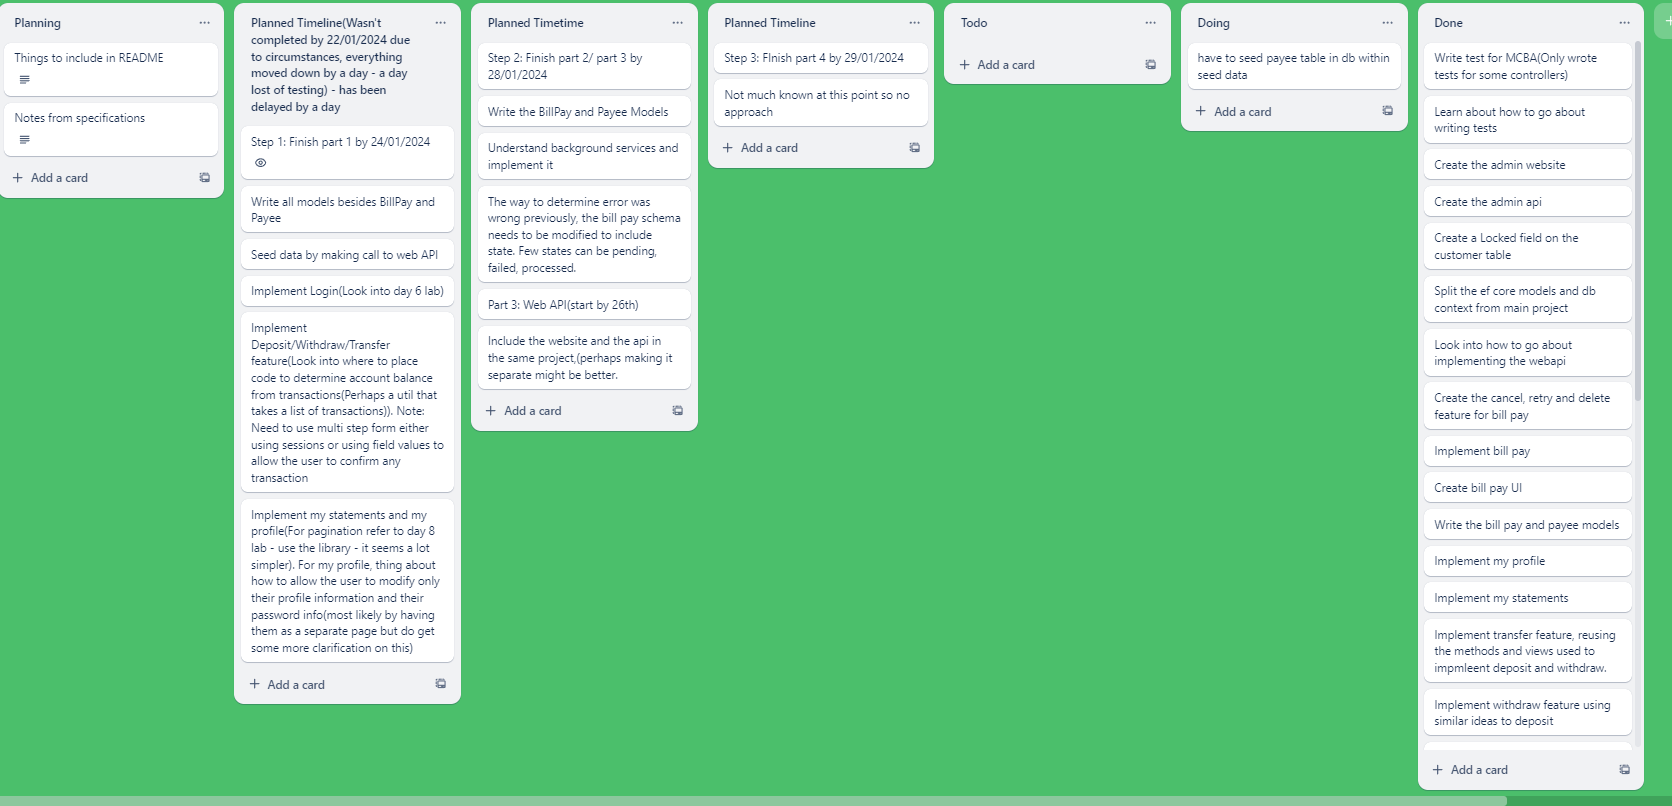 Planning
Things to include in README
Notes from specifications
+ Add a card
Planned Timeline(Wasn't
completed by 22/01/2024 due
to circumstances, everything
moved down by a day - a day
lost of testing) - has been
delayed by a day
Step 1: Finish part 1 by 24/01/2024
Write all models besides BillPay and
Payee
Seed data by making call to web API
Implement Login(Look into day 6 lab)
Implement
Deposit/Withdraw/Transfer
feature(Look into where to place
code to determine account balance
from transactions(Perhaps a util that
takes a list of transactions)). Note:
Need to use multi step form either
using sessions or using field values to
allow the user to confirm any
transaction
Implement my statements and my
profile(For pagination refer to day 8
lab - use the library - it seems a lot
simpler). For my profile, thing about
how to allow the user to modify only
their profile information and their
password info(most likely by having
them as a separate page but do get
some more clarification on this)
+ Add a card
Planned Timetime
Step 2: Finish part 2/ part 3 by
28/01/2024
Write the BillPay and Payee Models
Understand background services and
implement it
The way to determine error was
wrong previously, the bill pay schema
needs to be modified to include
state. Few states can be pending,
failed, processed.
Part 3: Web API(start by 26th)
Include the website and the api in
the same project,(perhaps making it
separate might be better.
+ Add a card
Planned Timeline
Step 3: FInish part 4 by 29/01/2024
Not much known at this point so no
approach
+ Add a card
Todo
+ Add a card
Doing
have to seed payee table in db within
seed data
+ Add a card
Done
Write test for MCBA(Only wrote
tests for some controllers)
Learn about how to go about
writing tests
Create the admin website
Create the admin api
Create a Locked field on the
customer table
Split the ef core models and db
context from main project
Look into how to go about
implementing the webapi
Create the cancel, retry and delete
feature for bill pay
Implement bill pay
Create bill pay UI
Write the bill pay and payee models
Implement my profile
Implement my statements
Implement transfer feature, reusing
the methods and views used to
impmleent deposit and withdraw.
Implement withdraw feature using
similar ideas to deposit
+ Add a card